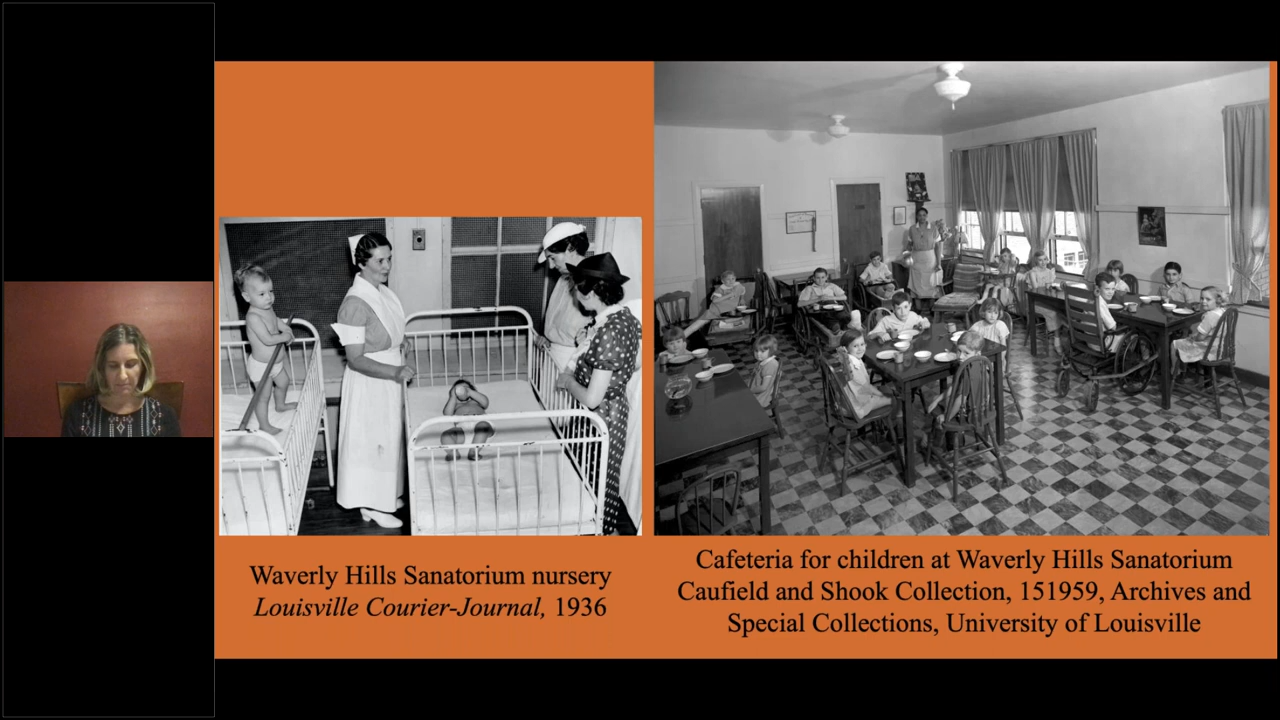 Waverly Hills Sanatorium nursery
Louisville Courier-Journal, 1936
Cafeteria for children at Waverly Hills Sanatorium
Caufield and Shook Collection, 151959, Archives and
Special Collections, University of Louisville